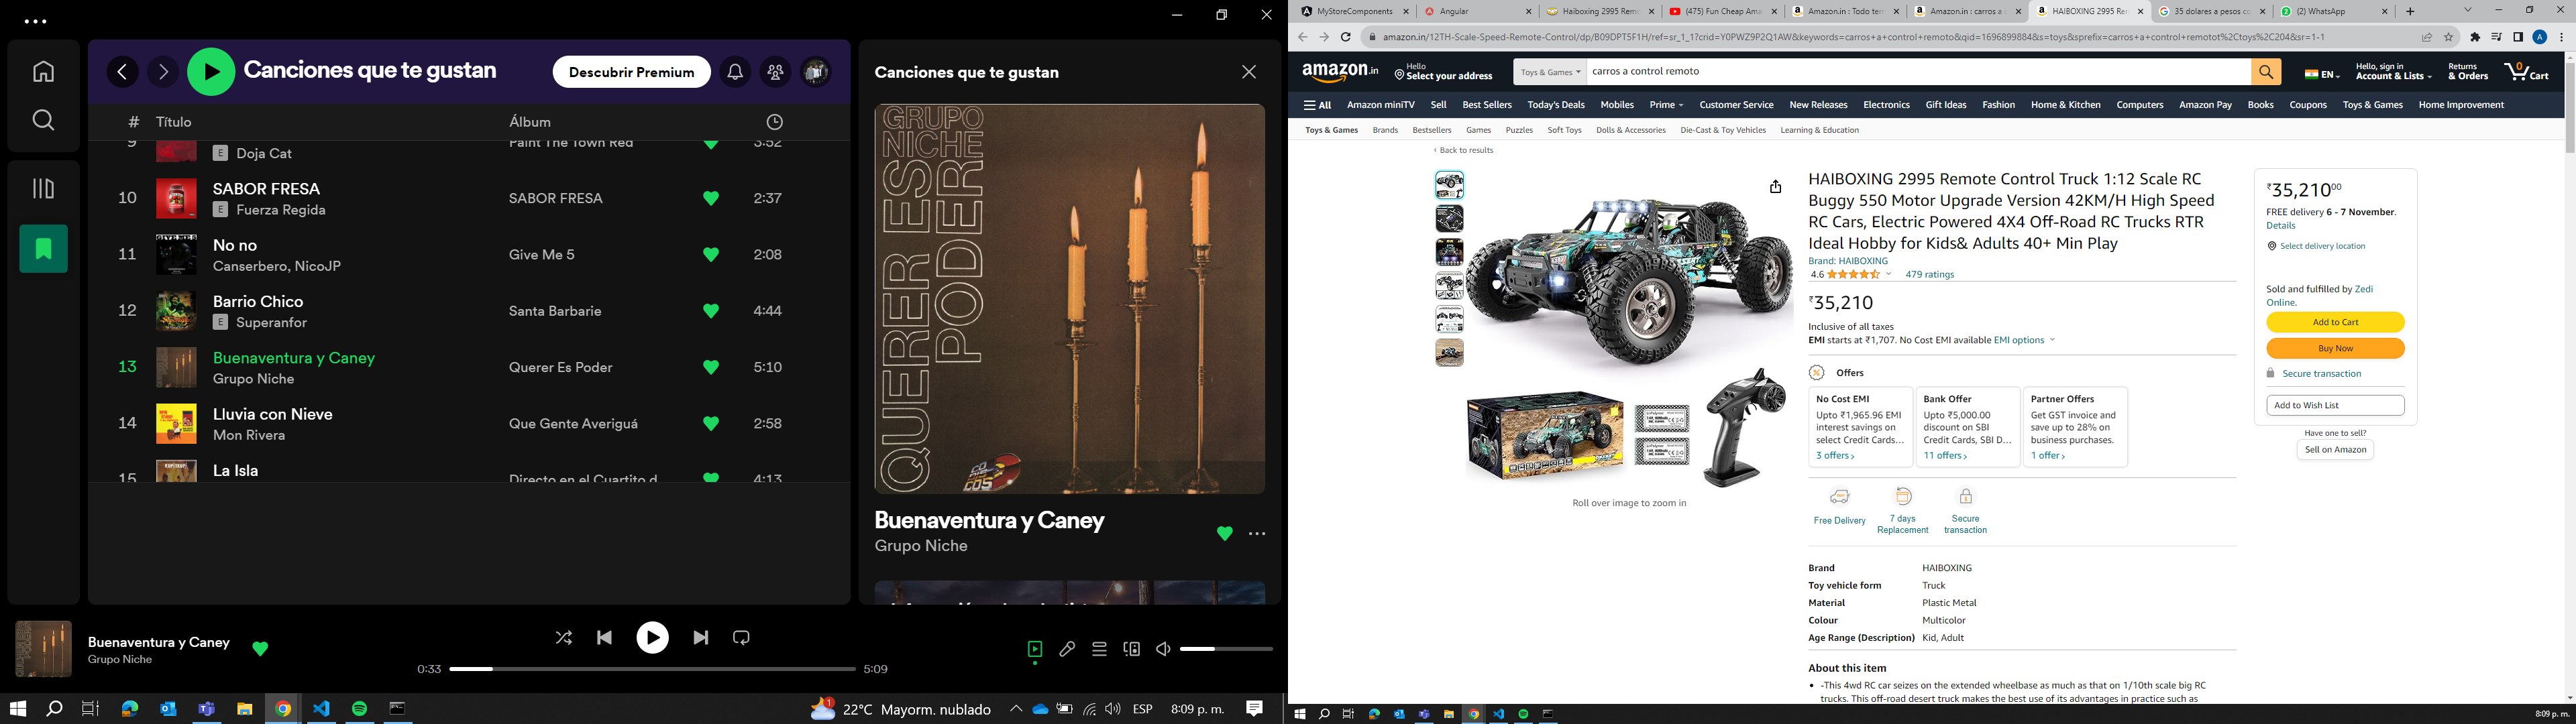 Canciones que te gustan
Descubrir Premium
# Título Álbum
9 Paint The Town Red 3:52
E Doja Cat
10 SABOR FRESA SABOR FRESA 2:37
E Fuerza Regida
11 No no Give Me 5 2:08
Canserbero, NicoJP
12 Barrio Chico Santa Barbarie 4:44
E Superanfor
13 Buenaventura y Caney Querer Es Poder 5:10
Grupo Niche
14 Lluvia con Nieve Que Gente Averiguá 2:58
Mon Rivera
15 La Isla Directo en el Cuartito d 4:13
Canciones que te gustan
GRUPO
NICHE
QUERER ES
PODER
Buenaventura y Caney
Grupo Niche
Buenaventura y Caney
Grupo Niche
0:33 5:09
1 22°C Mayorm. nublado ESP 8:09 p. m.
MyStoreComponents
Angular
Haiboxing 2995 Rem
(475) Fun Cheap Ama
Amazon.in : Todo ter
Amazon.in : carros a c
HAIBOXING 2995 Re
35 dolares a pesos co
(2) WhatsApp
amazon.in/12TH-Scale-Speed-Remote-Control/dp/B09DPT5F1H/ref=sr_1_1?crid=Y0PWZ9P2Q1AW&keywords=carros+a+control+remoto&qid=1696899884&s=toys&sprefix=carros+a+control+remotot%2Ctoys%2C204&sr=1-1
amazon.in
Hello
Select your address
Toys & Games
carros a control remoto
EN
Hello, sign in
Account & Lists
Returns
& Orders
0
Cart
All Amazon miniTV Sell Best Sellers Today's Deals Mobiles Prime Customer Service New Releases Electronics Gift Ideas Fashion Home & Kitchen Computers Amazon Pay Books Coupons Toys & Games Home Improvement
Toys & Games Brands Bestsellers Games Puzzles Soft Toys Dolls & Accessories Die-Cast & Toy Vehicles Learning & Education
‹ Back to results
Roll over image to zoom in
HAIBOXING 2995 Remote Control Truck 1:12 Scale RC
Buggy 550 Motor Upgrade Version 42KM/H High Speed
RC Cars, Electric Powered 4X4 Off-Road RC Trucks RTR
Ideal Hobby for Kids& Adults 40+ Min Play
Brand: HAIBOXING
4.6 479 ratings
₹35,210
Inclusive of all taxes
EMI starts at ₹1,707. No Cost EMI available EMI options
Offers
No Cost EMI
Upto ₹1,965.96 EMI
interest savings on
select Credit Cards…
3 offers ›
Bank Offer
Upto ₹5,000.00
discount on SBI
Credit Cards, SBI D…
11 offers ›
Partner Offers
Get GST invoice and
save up to 28% on
business purchases.
1 offer ›
Free Delivery
7 days
Replacement
Secure
transaction
Brand HAIBOXING
Toy vehicle form Truck
Material Plastic Metal
Colour Multicolor
Age Range (Description) Kid, Adult
About this item
• -This 4wd RC car seizes on the extended wheelbase as much as that on 1/10th scale big RC
trucks. This off-road desert truck makes the best use of its advantages in practice such as
₹35,210⁰⁰
FREE delivery 6 - 7 November.
Details
Select delivery location
Sold and fulfilled by Zedi
Online.
Add to Cart
Buy Now
Secure transaction
Add to Wish List
Have one to sell?
Sell on Amazon
8:09 p. m.